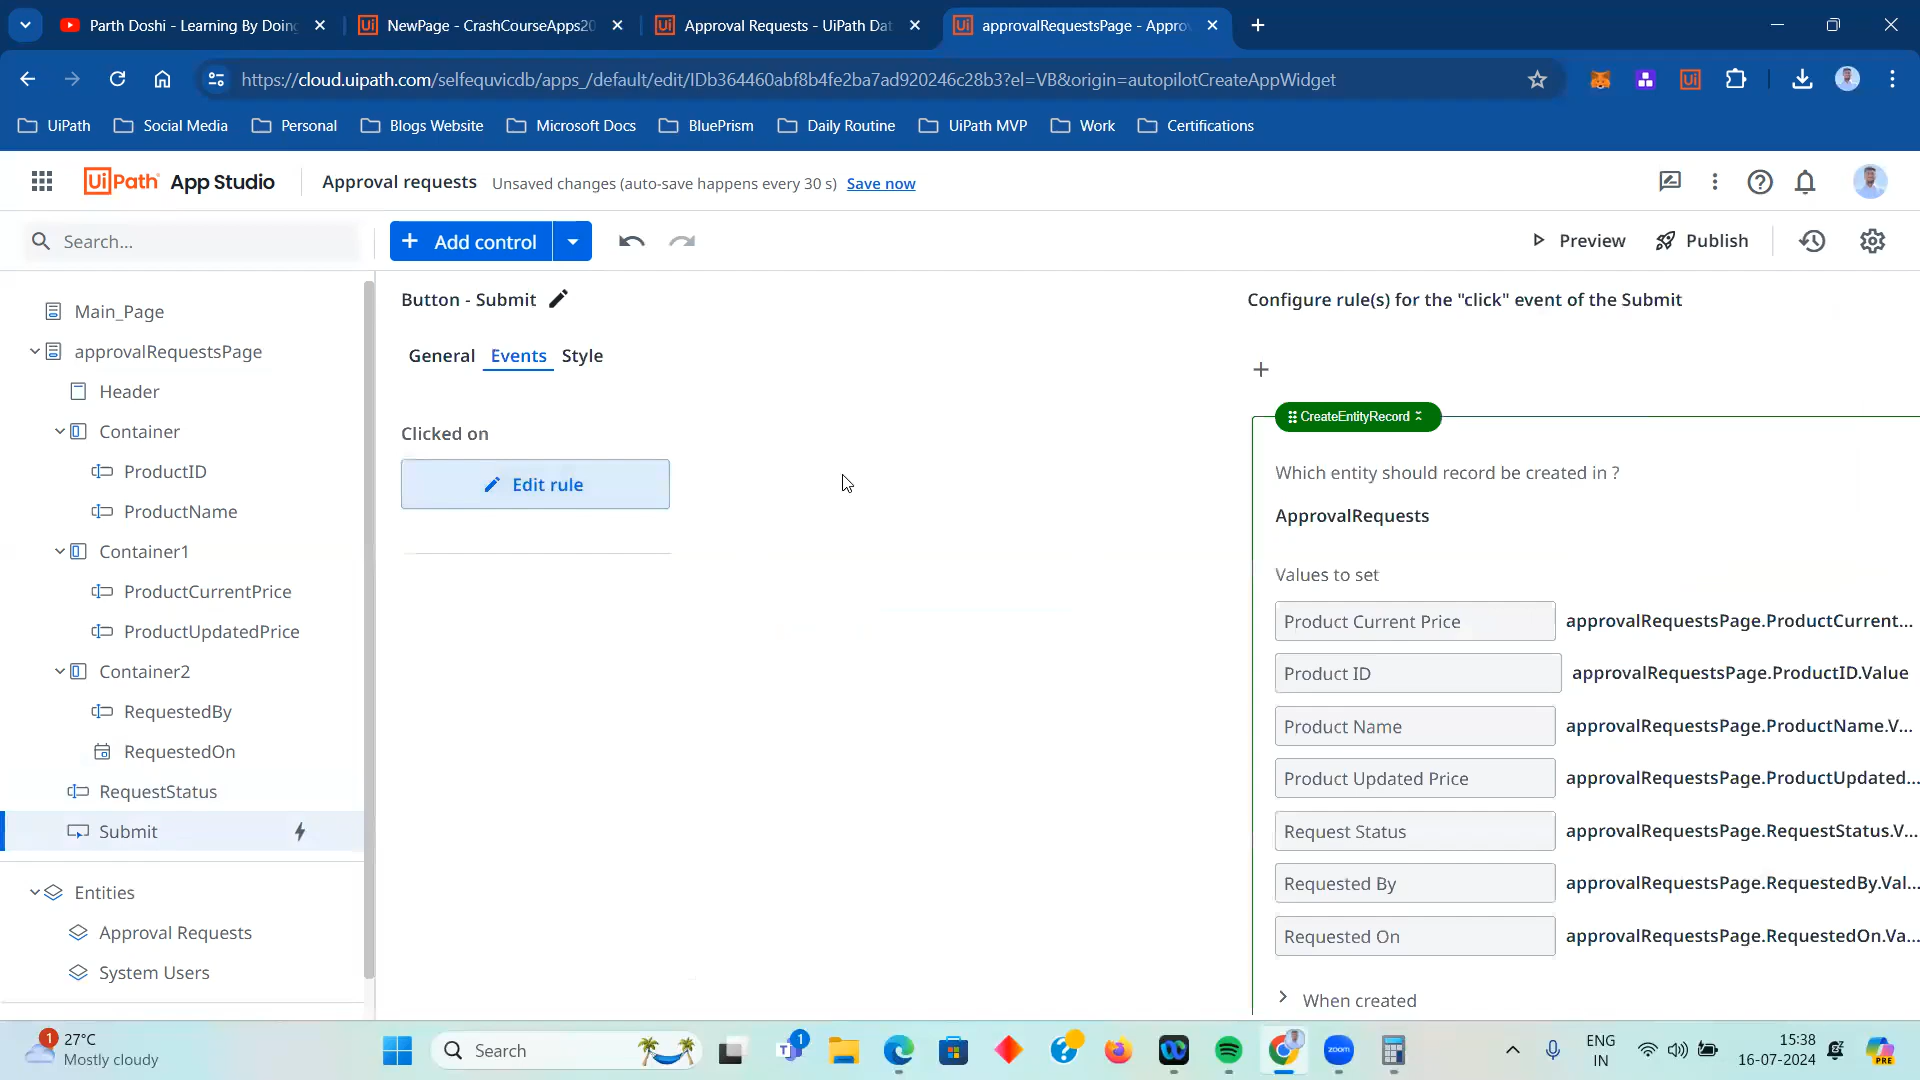 Parth Doshi - Learning By Doing
NewPage - CrashCourseApps20
Approval Requests - UiPath Dat
approvalRequestsPage - Appro
https://cloud.uipath.com/selfequvicdb/apps_/default/edit/IDb364460abf8b4fe2ba7ad920246c28b3?el=VB&origin=autopilotCreateAppWidget
UiPath
Social Media
Personal
Blogs Website
Microsoft Docs
BluePrism
Daily Routine
UiPath MVP
Work
Certifications
UiPath App Studio
Approval requests
Unsaved changes (auto-save happens every 30 s) Save now
Search...
Add control
Preview
Publish
Main_Page
approvalRequestsPage
Header
Container
ProductID
ProductName
Container1
ProductCurrentPrice
ProductUpdatedPrice
Container2
RequestedBy
RequestedOn
RequestStatus
Submit
Entities
Approval Requests
System Users
Button - Submit
General Events Style
Clicked on
Edit rule
Configure rule(s) for the "click" event of the Submit
CreateEntityRecord
Which entity should record be created in ?
ApprovalRequests
Values to set
Product Current Price approvalRequestsPage.ProductCurrent...
Product ID approvalRequestsPage.ProductID.Value
Product Name approvalRequestsPage.ProductName.V...
Product Updated Price approvalRequestsPage.ProductUpdated...
Request Status approvalRequestsPage.RequestStatus.V...
Requested By approvalRequestsPage.RequestedBy.Val...
Requested On approvalRequestsPage.RequestedOn.Va...
When created
1
27°C
Mostly cloudy
Search
1
zoom
ENG
IN
15:38
16-07-2024
PRE